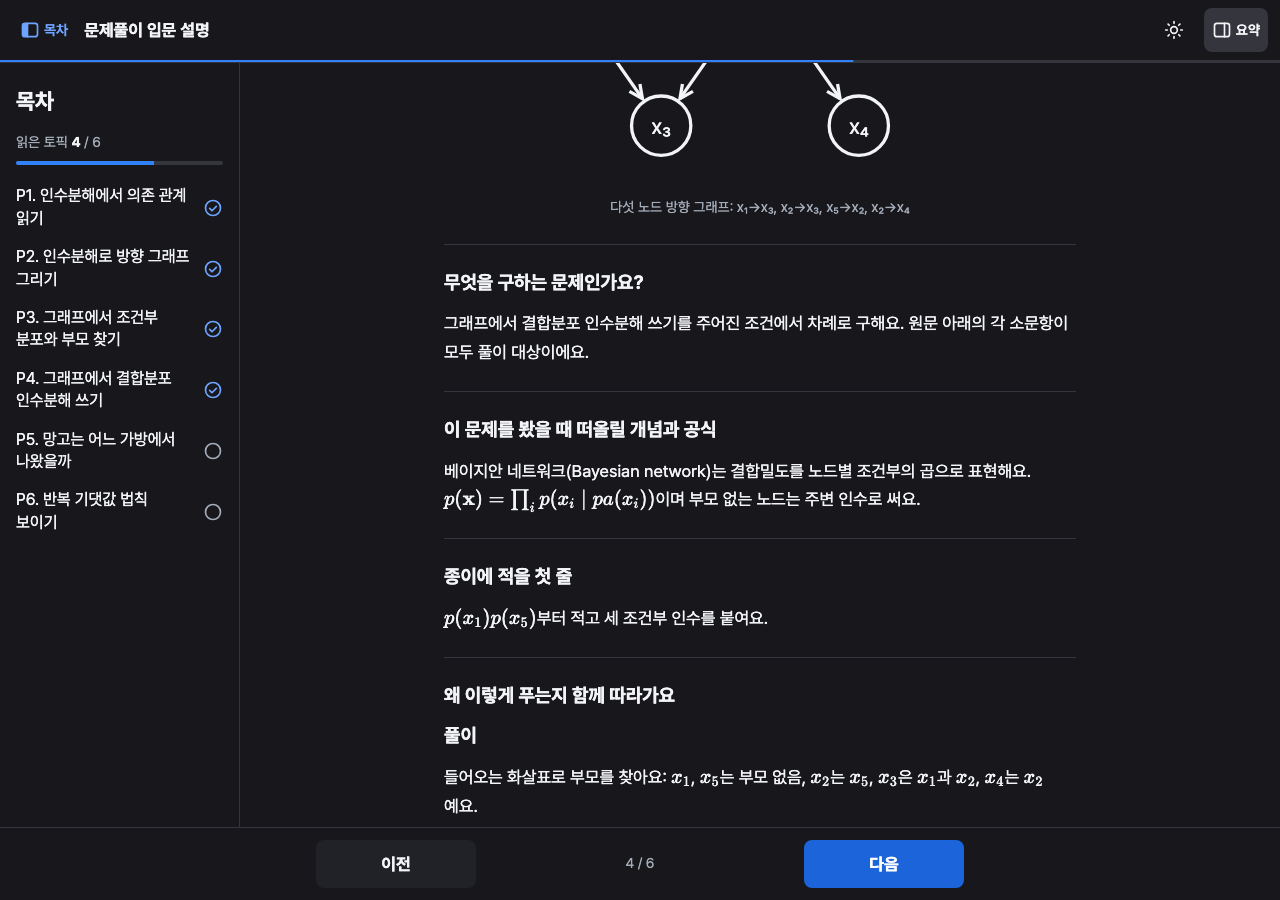 목차 문제풀이 입문 설명 요약
목차
읽은 토픽 4 / 6
P1. 인수분해에서 의존 관계
읽기
P2. 인수분해로 방향 그래프
그리기
P3. 그래프에서 조건부
분포와 부모 찾기
P4. 그래프에서 결합분포
인수분해 쓰기
P5. 망고는 어느 가방에서
나왔을까
P6. 반복 기댓값 법칙
보이기
x₃ x₄
다섯 노드 방향 그래프: x₁→x₃, x₂→x₃, x₅→x₂, x₂→x₄
무엇을 구하는 문제인가요?
그래프에서 결합분포 인수분해 쓰기를 주어진 조건에서 차례로 구해요. 원문 아래의 각 소문항이
모두 풀이 대상이에요.
이 문제를 봤을 때 떠올릴 개념과 공식
베이지안 네트워크(Bayesian network)는 결합밀도를 노드별 조건부의 곱으로 표현해요.
p(x) = ∏ᵢ p(xᵢ | pa(xᵢ))이며 부모 없는 노드는 주변 인수로 써요.
종이에 적을 첫 줄
p(x₁)p(x₅)부터 적고 세 조건부 인수를 붙여요.
왜 이렇게 푸는지 함께 따라가요
풀이
들어오는 화살표로 부모를 찾아요: x₁, x₅는 부모 없음, x₂는 x₅, x₃은 x₁과 x₂, x₄는 x₂
예요.
이전 4 / 6 다음